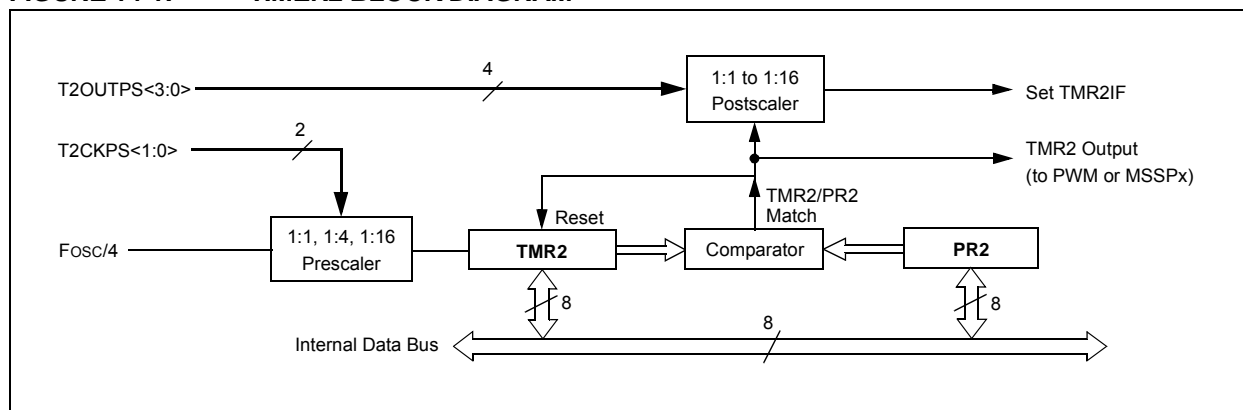 T2OUTPS<3:0>
4
1:1 to 1:16
Postscaler
Set TMR2IF
T2CKPS<1:0>
2
TMR2 Output
(to PWM or MSSPx)
TMR2/PR2
Match
Reset
FOSC/4
1:1, 1:4, 1:16
Prescaler
TMR2
Comparator
PR2
8
8
8
Internal Data Bus